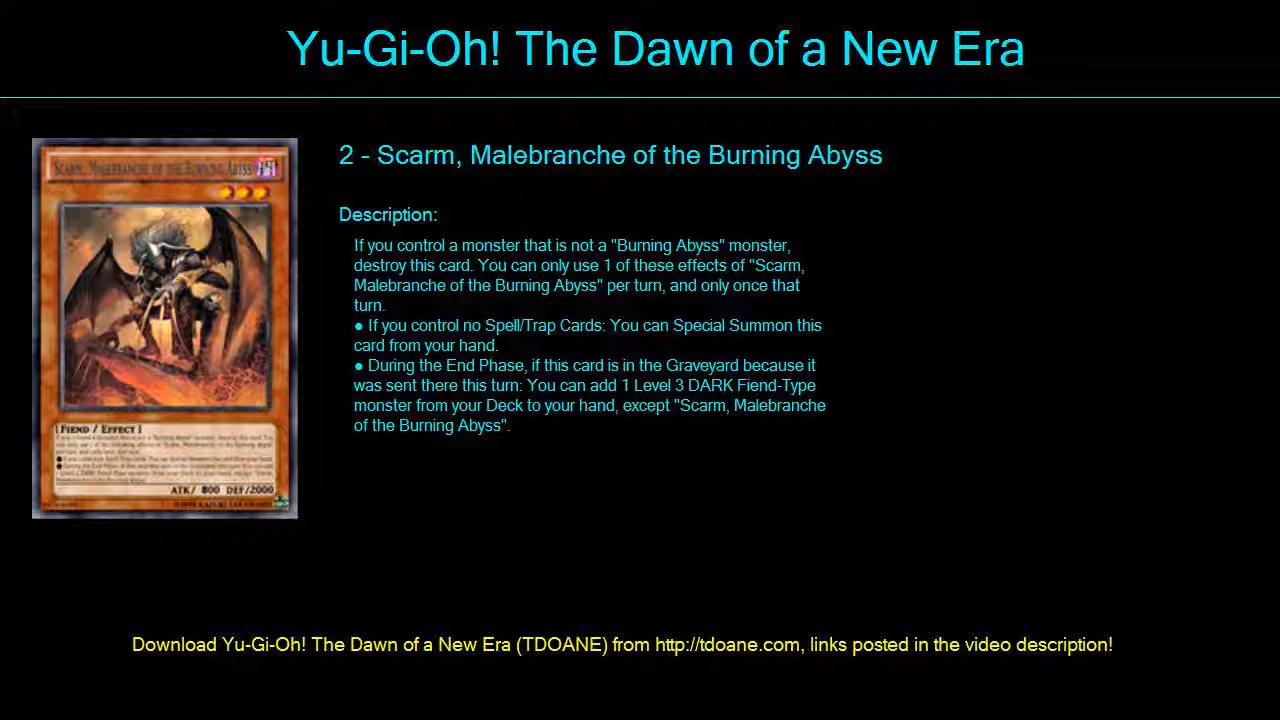 Yu-Gi-Oh! The Dawn of a New Era
2 - Scarm, Malebranche of the Burning Abyss
Description:
If you control a monster that is not a "Burning Abyss" monster,
destroy this card. You can only use 1 of these effects of "Scarm,
Malebranche of the Burning Abyss" per turn, and only once that
turn.
● If you control no Spell/Trap Cards: You can Special Summon this
card from your hand.
● During the End Phase, if this card is in the Graveyard because it
was sent there this turn: You can add 1 Level 3 DARK Fiend-Type
monster from your Deck to your hand, except "Scarm, Malebranche
of the Burning Abyss".
Scarm, Malebranche of the Burning Abyss
[ Fiend / Effect ]
ATK/ 800 DEF/2000
Download Yu-Gi-Oh! The Dawn of a New Era (TDOANE) from http://tdoane.com, links posted in the video description!